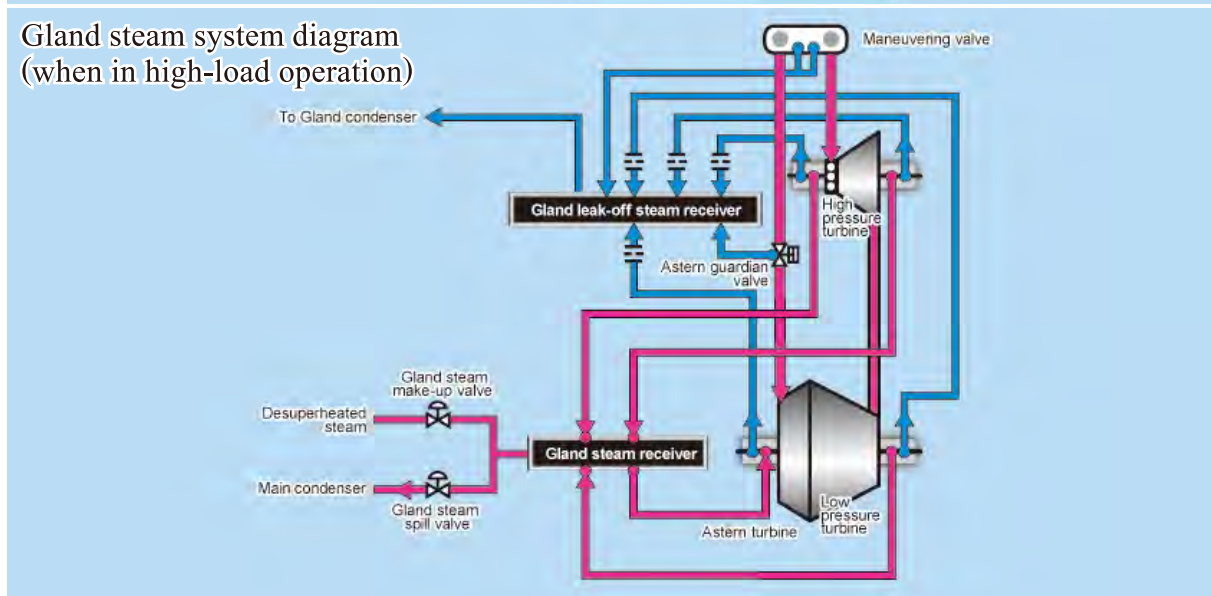 Gland steam system diagram
(when in high-load operation)
Maneuvering valve
To Gland condenser
Gland leak-off steam receiver
High
pressure
turbine
Astern guardian
valve
Gland steam
make-up valve
Desuperheated
steam
Gland steam receiver
Main condenser
Gland steam
spill valve
Astern turbine
Low
pressure
turbine